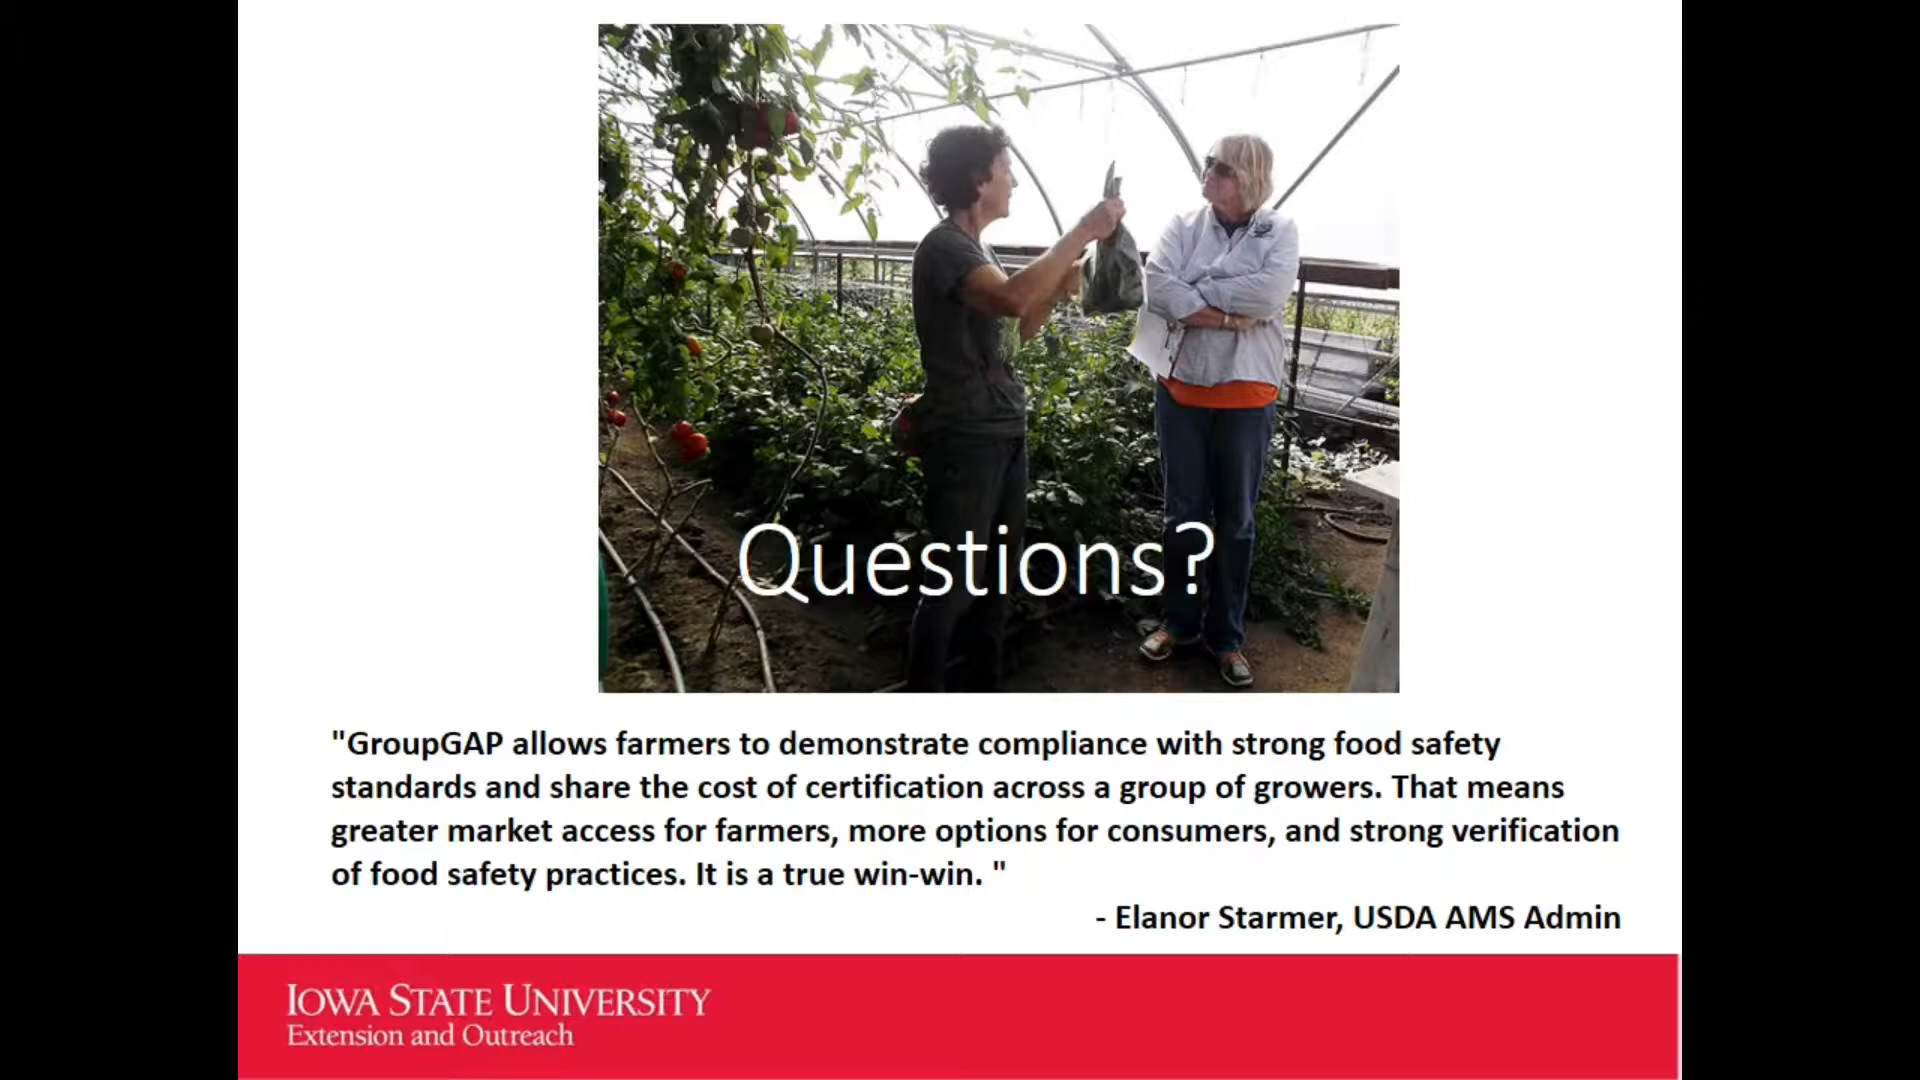 Questions?
"GroupGAP allows farmers to demonstrate compliance with strong food safety
standards and share the cost of certification across a group of growers. That means
greater market access for farmers, more options for consumers, and strong verification
of food safety practices. It is a true win-win. "
- Elanor Starmer, USDA AMS Admin
IOWA STATE UNIVERSITY
Extension and Outreach